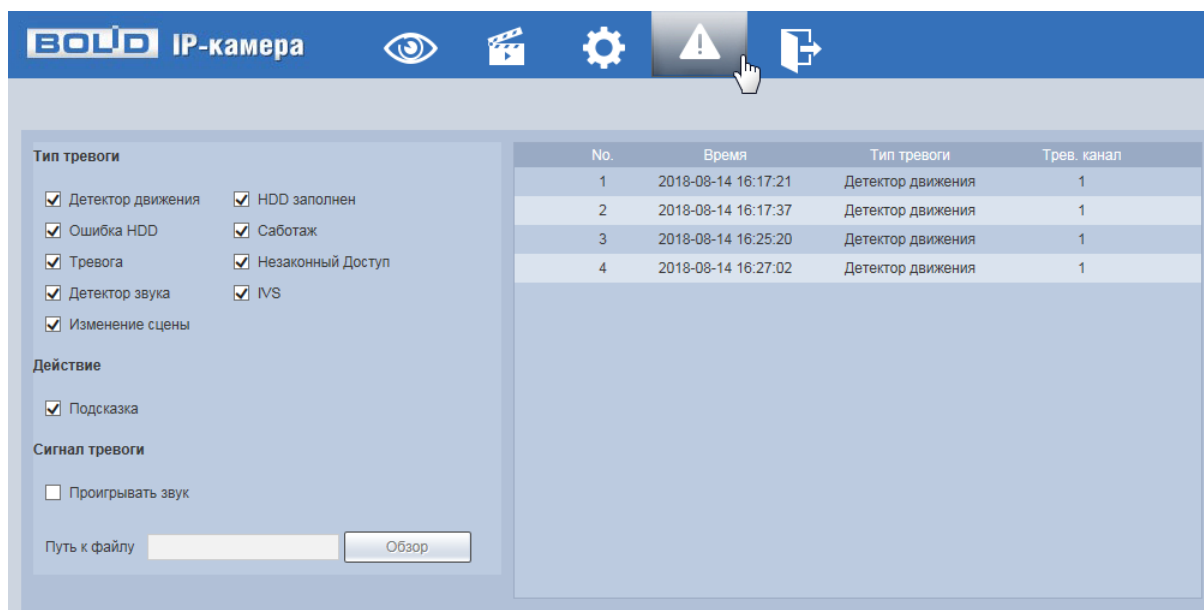 BOLID IP-камера
Тип тревоги
Детектор движения HDD заполнен
Ошибка HDD Саботаж
Тревога Незаконный Доступ
Детектор звука IVS
Изменение сцены
Действие
Подсказка
Сигнал тревоги
Проигрывать звук
Путь к файлу Обзор
No. Время Тип тревоги Трев. канал
1 2018-08-14 16:17:21 Детектор движения 1
2 2018-08-14 16:17:37 Детектор движения 1
3 2018-08-14 16:25:20 Детектор движения 1
4 2018-08-14 16:27:02 Детектор движения 1